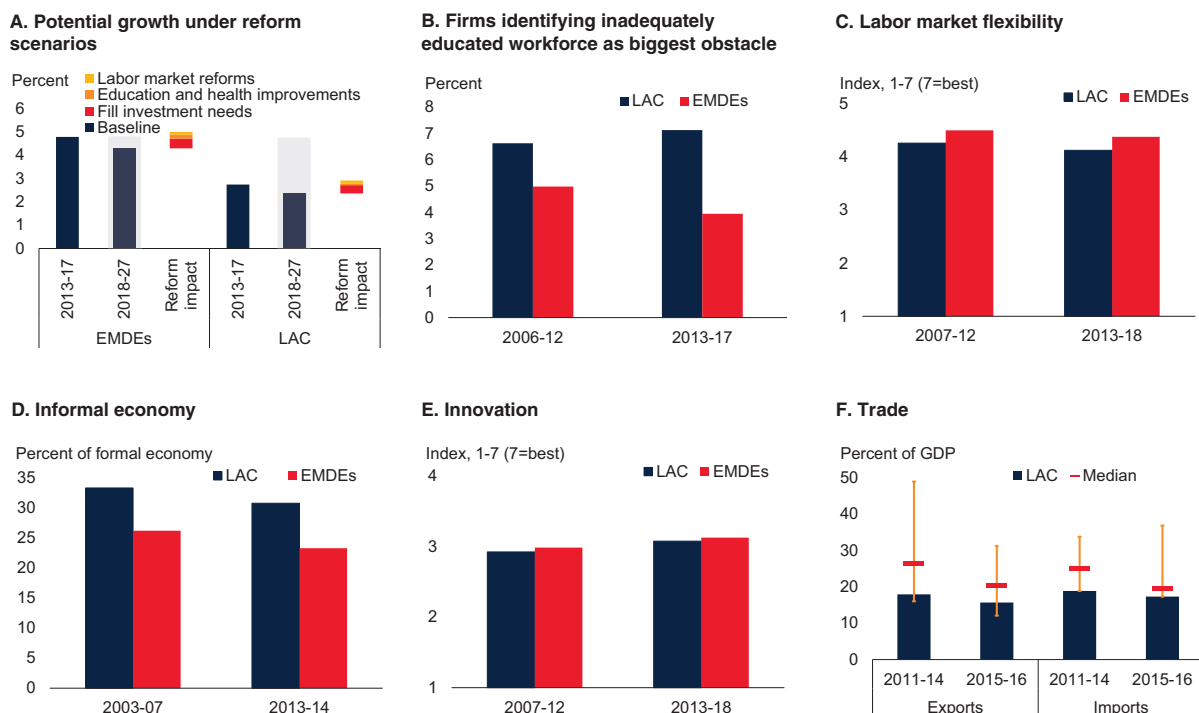 A. Potential growth under reform
scenarios
Percent
Labor market reforms
Education and health improvements
Fill investment needs
Baseline
6
5
4
3
2
1
0
2013-17
2018-27
Reform
impact
2013-17
2018-27
Reform
impact
EMDEs
LAC
B. Firms identifying inadequately
educated workforce as biggest obstacle
Percent
LAC
EMDEs
8
7
6
5
4
3
2
1
0
2006-12
2013-17
C. Labor market flexibility
Index, 1-7 (7=best)
LAC
EMDEs
5
4
3
2
1
2007-12
2013-18
D. Informal economy
Percent of formal economy
LAC
EMDEs
35
30
25
20
15
10
5
0
2003-07
2013-14
E. Innovation
Index, 1-7 (7=best)
LAC
EMDEs
4
3
2
1
2007-12
2013-18
F. Trade
Percent of GDP
LAC
Median
50
40
30
20
10
0
2011-14
2015-16
2011-14
2015-16
Exports
Imports